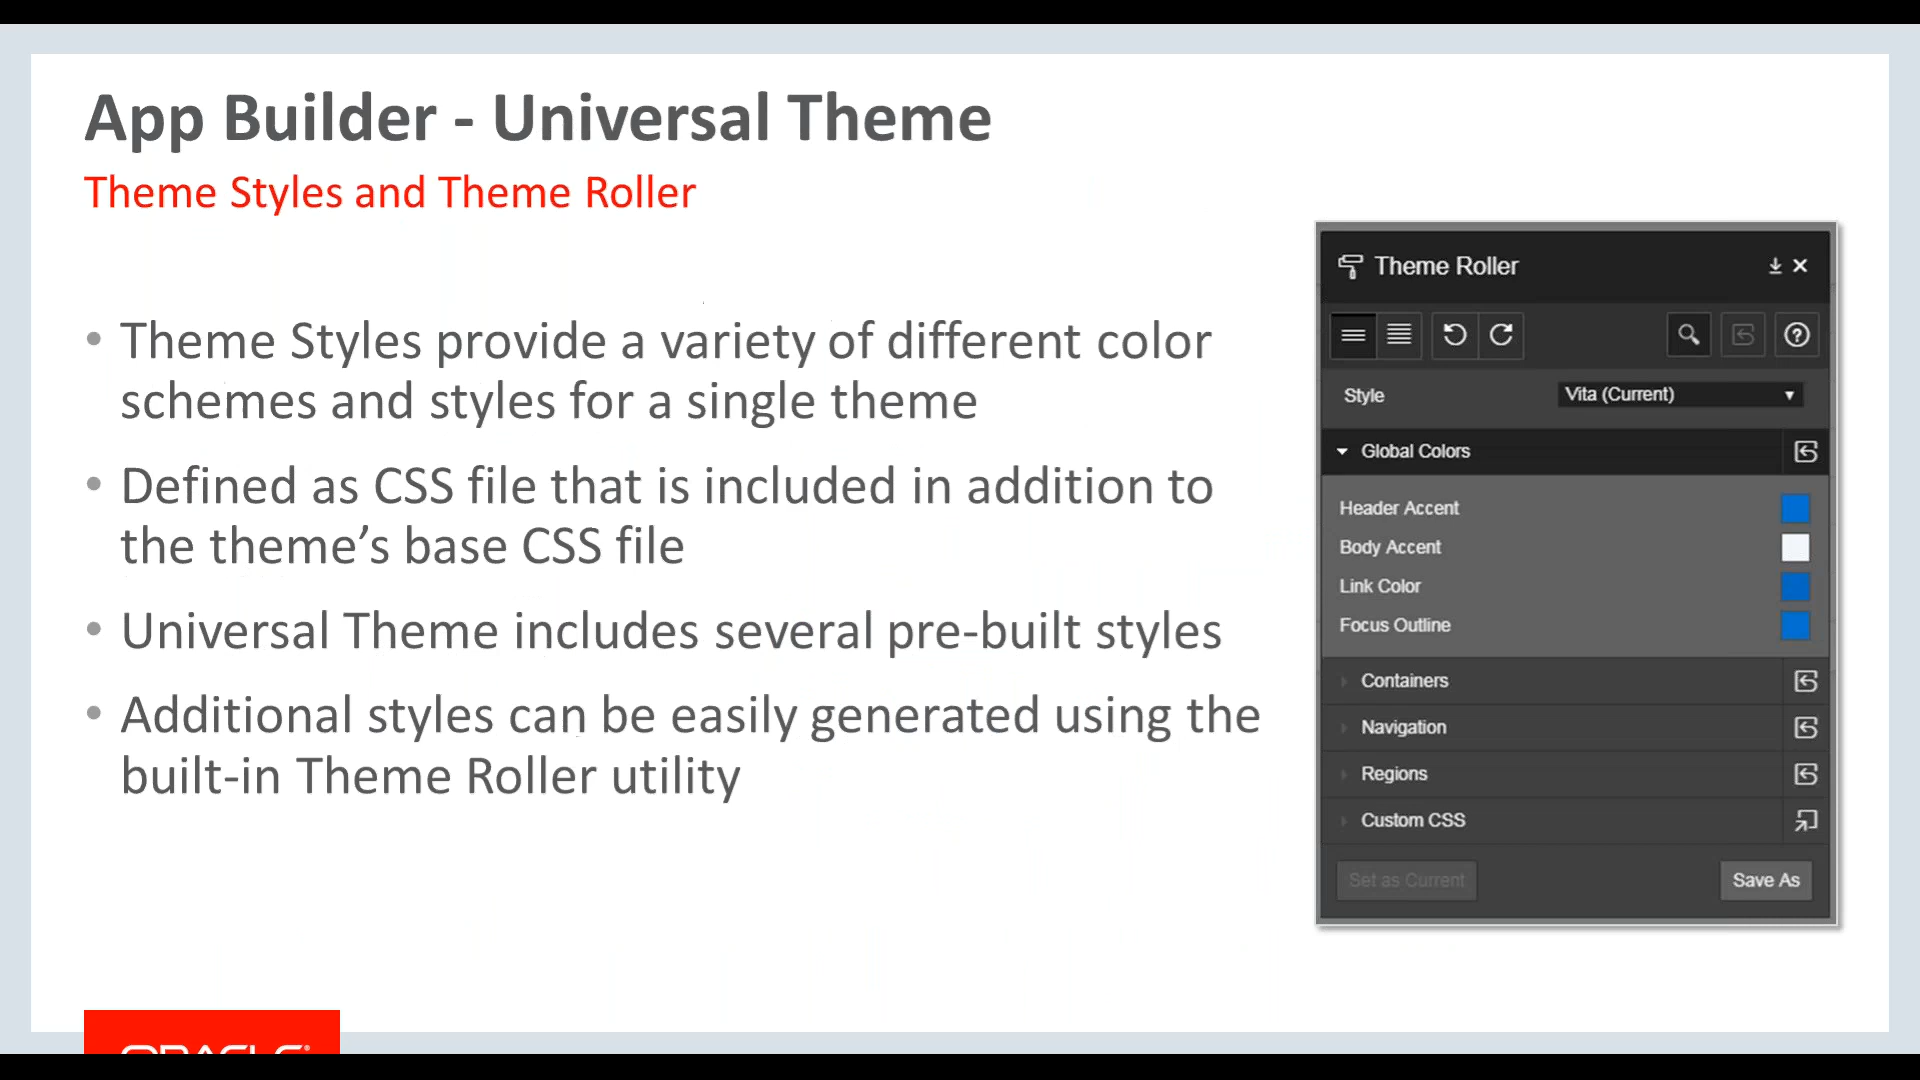 App Builder - Universal Theme
Theme Styles and Theme Roller
• Theme Styles provide a variety of different color
schemes and styles for a single theme
• Defined as CSS file that is included in addition to
the theme’s base CSS file
• Universal Theme includes several pre-built styles
• Additional styles can be easily generated using the
built-in Theme Roller utility
Theme Roller
Style Vita (Current)
Global Colors
Header Accent
Body Accent
Link Color
Focus Outline
Containers
Navigation
Regions
Custom CSS
Set as Current Save As
ORACLE